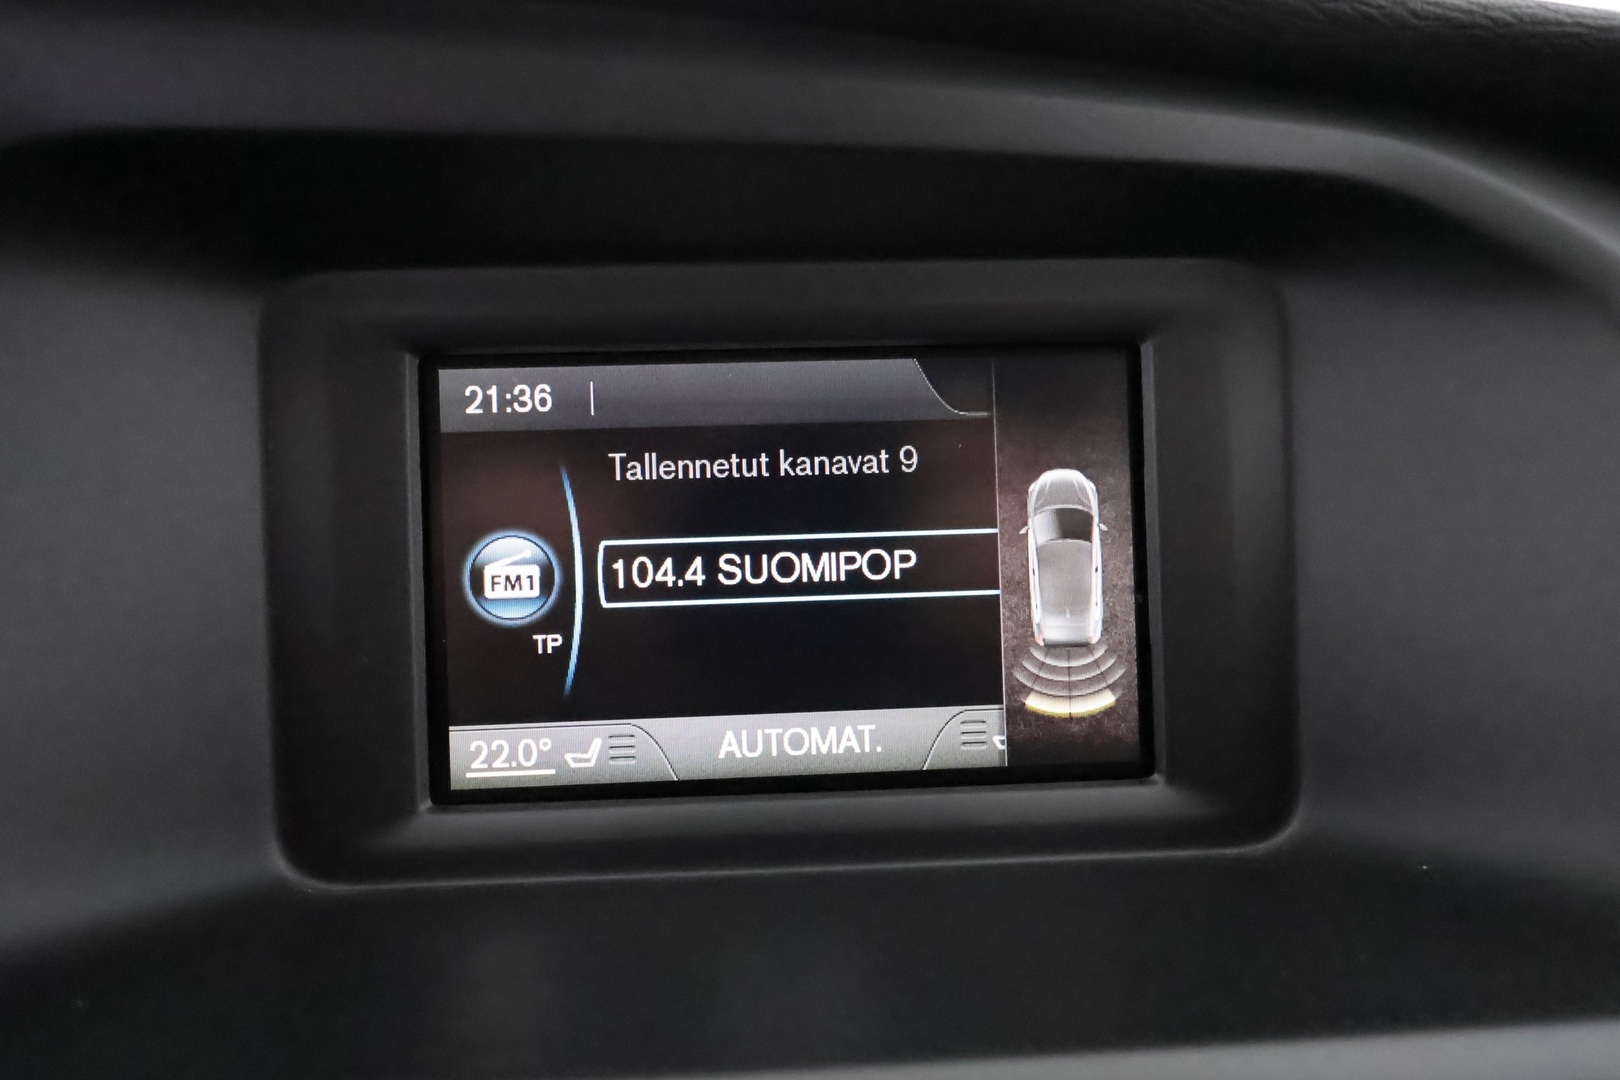 21:36
Tallennetut kanavat 9
FM1
104.4 SUOMIPOP
TP
22.0°
AUTOMAT.